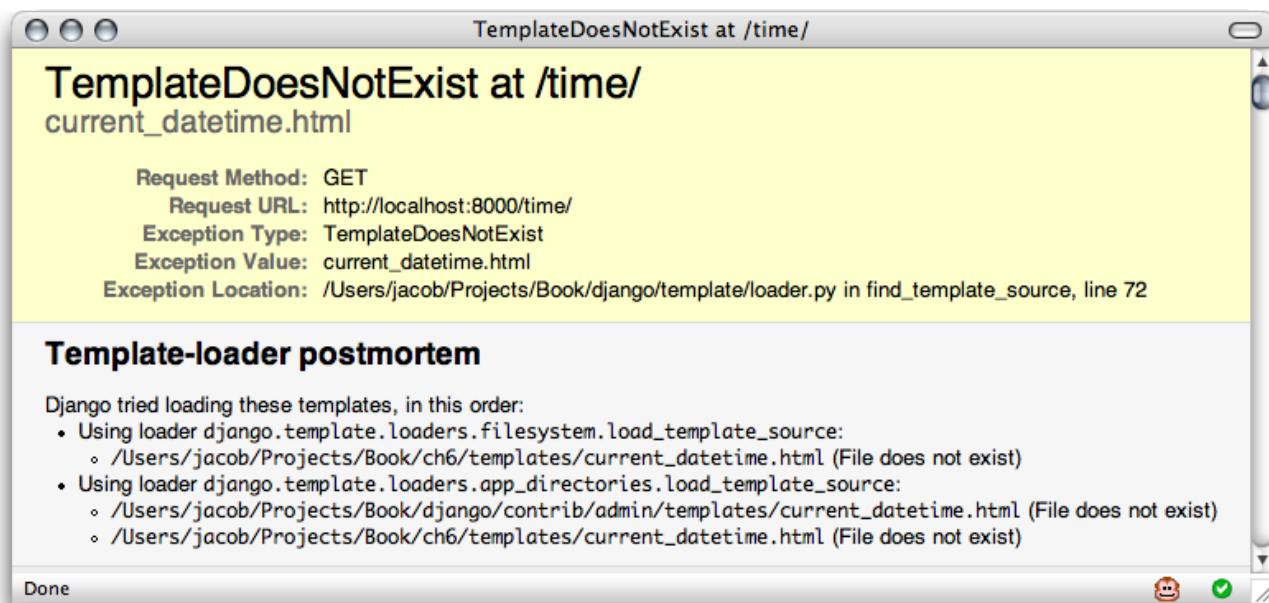 TemplateDoesNotExist at /time/
TemplateDoesNotExist at /time/
current_datetime.html
Request Method: GET
Request URL: http://localhost:8000/time/
Exception Type: TemplateDoesNotExist
Exception Value: current_datetime.html
Exception Location: /Users/jacob/Projects/Book/django/template/loader.py in find_template_source, line 72
Template-loader postmortem
Django tried loading these templates, in this order:
• Using loader django.template.loaders.filesystem.load_template_source:
◦ /Users/jacob/Projects/Book/ch6/templates/current_datetime.html (File does not exist)
• Using loader django.template.loaders.app_directories.load_template_source:
◦ /Users/jacob/Projects/Book/django/contrib/admin/templates/current_datetime.html (File does not exist)
◦ /Users/jacob/Projects/Book/ch6/templates/current_datetime.html (File does not exist)
Done